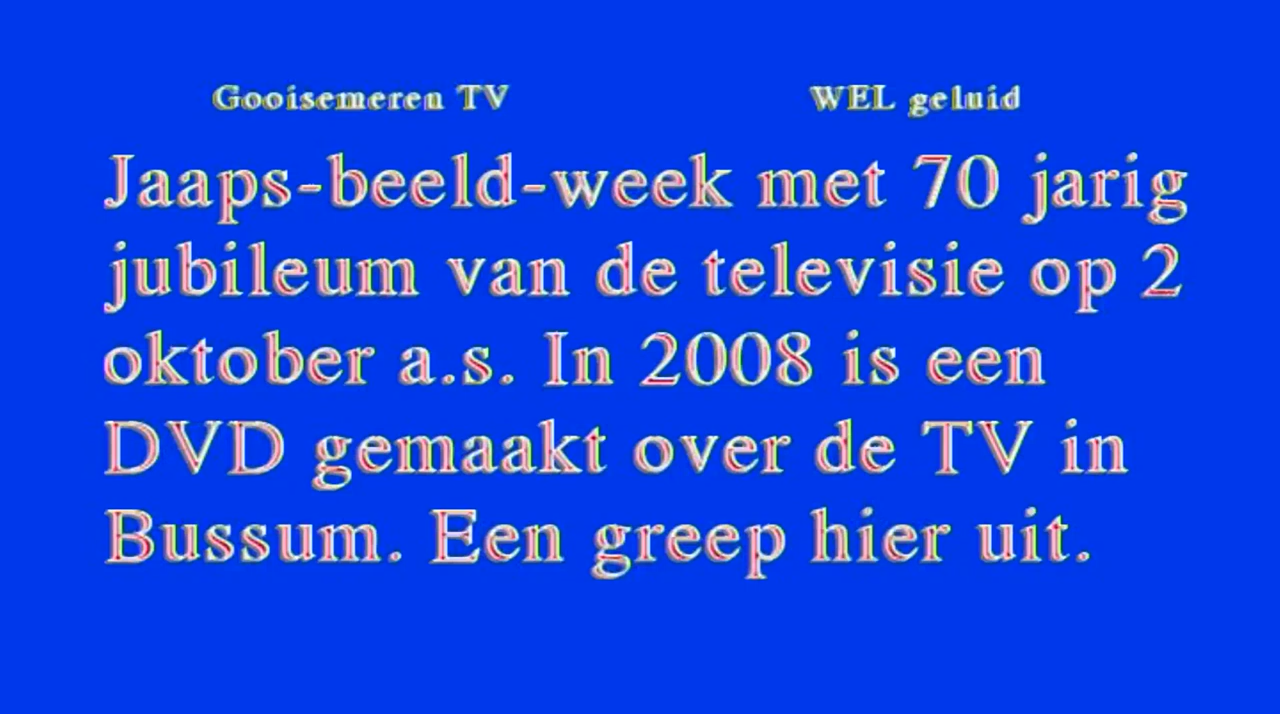 Gooisemeren TV WEL geluid
Jaaps-beeld-week met 70 jarig
jubileum van de televisie op 2
oktober a.s. In 2008 is een
DVD gemaakt over de TV in
Bussum. Een greep hier uit.